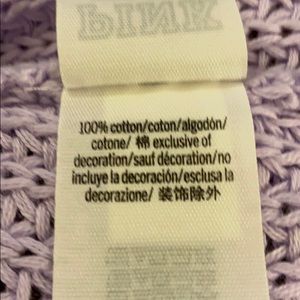 PINK
100% cotton/coton/algodón/
cotone/ 棉 exclusive of
decoration/sauf décoration/no
incluye la decoración/esclusa la
decorazione/ 装饰除外